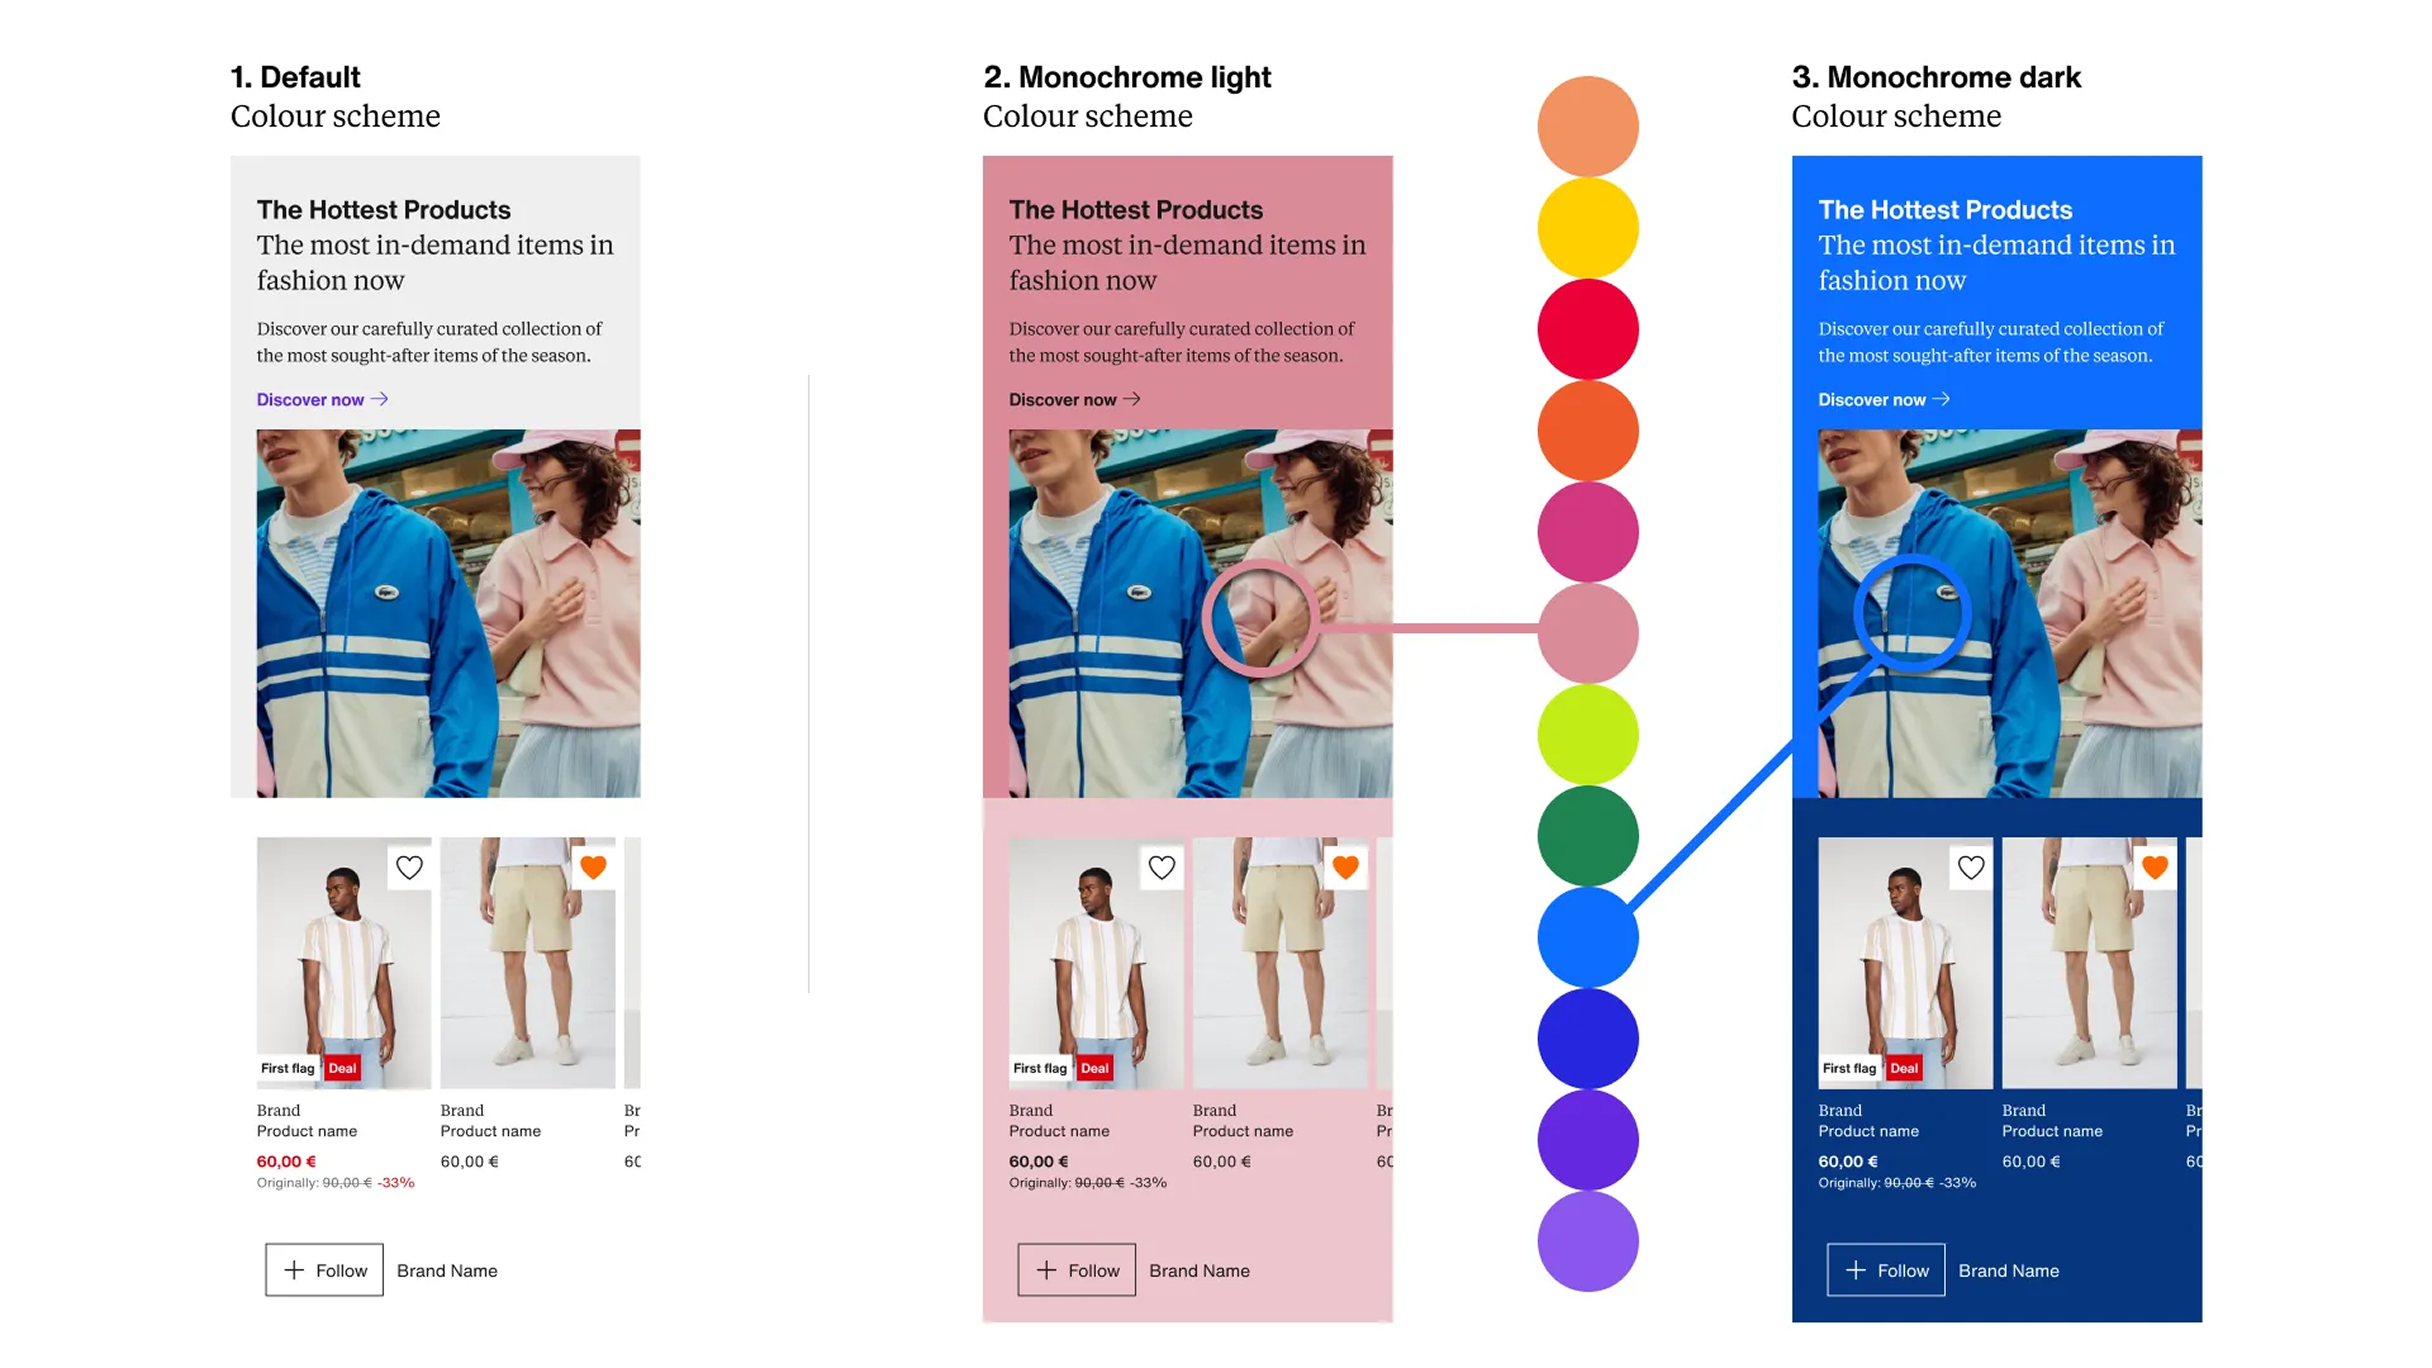 1. Default
Colour scheme
The Hottest Products
The most in-demand items in
fashion now
Discover our carefully curated collection of
the most sought-after items of the season.
Discover now →
First flag Deal
Brand
Product name
60,00 €
Originally: 90,00 € -33%
Brand
Product name
60,00 €
Br
Pr
+ Follow Brand Name
2. Monochrome light
Colour scheme
The Hottest Products
The most in-demand items in
fashion now
Discover our carefully curated collection of
the most sought-after items of the season.
Discover now →
First flag Deal
Brand
Product name
60,00 €
Originally: 90,00 € -33%
Brand
Product name
60,00 €
Br
Pr
+ Follow Brand Name
3. Monochrome dark
Colour scheme
The Hottest Products
The most in-demand items in
fashion now
Discover our carefully curated collection of
the most sought-after items of the season.
Discover now →
First flag Deal
Brand
Product name
60,00 €
Originally: 90,00 € -33%
Brand
Product name
60,00 €
Br
Pr
+ Follow Brand Name